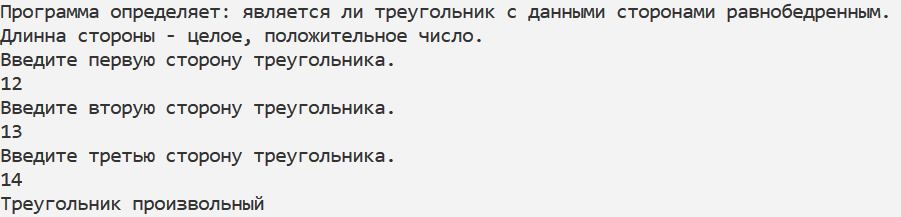 Программа определяет: является ли треугольник с данными сторонами равнобедренным.
Длинна стороны - целое, положительное число.
Введите первую сторону треугольника.
12
Введите вторую сторону треугольника.
13
Введите третью сторону треугольника.
14
Треугольник произвольный